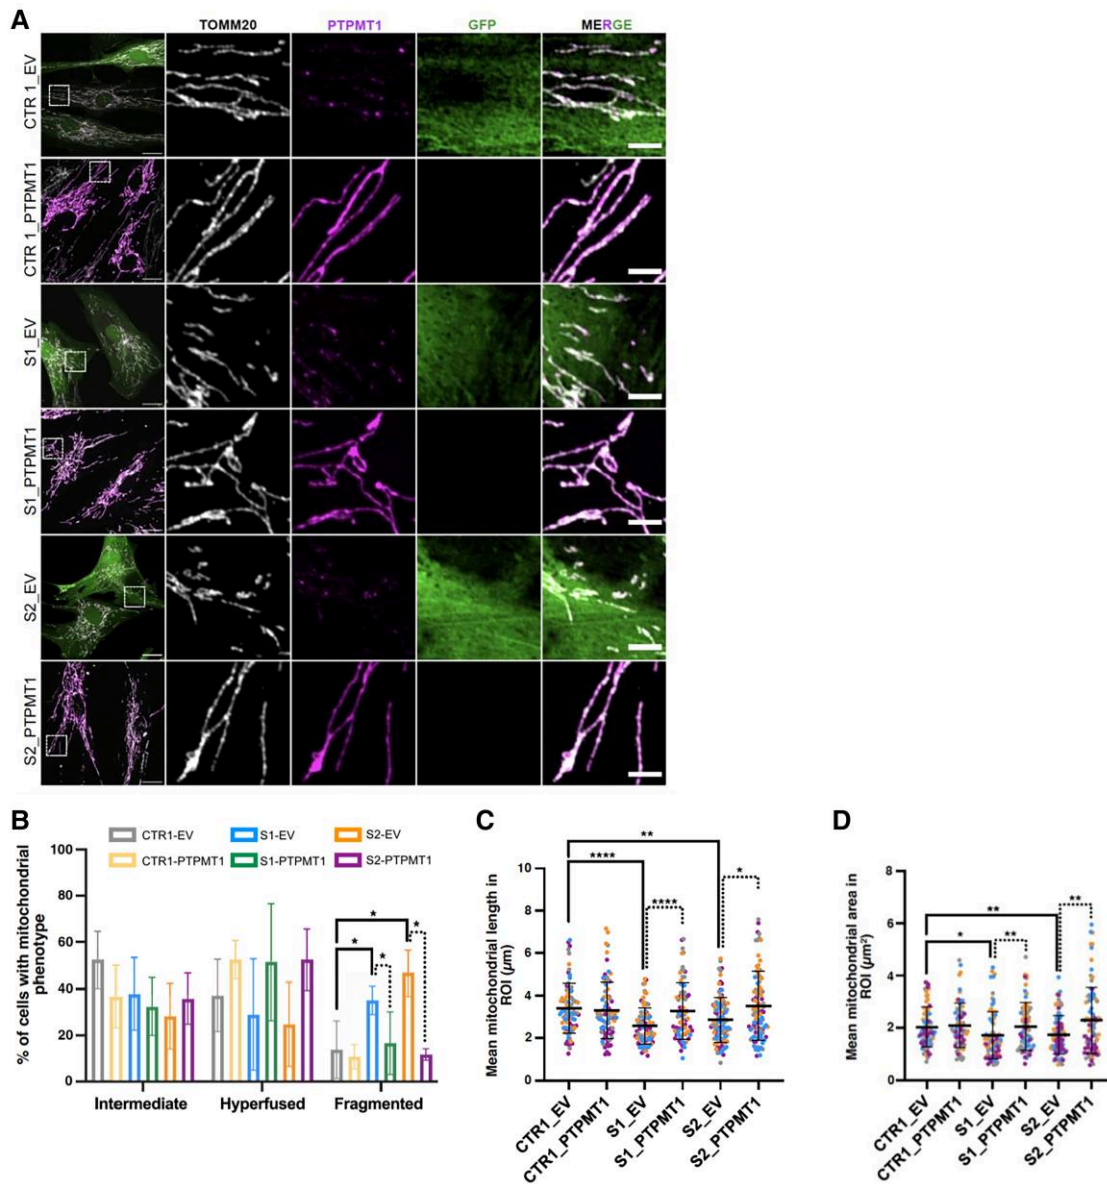 A
TOMM20 PTPMT1 GFP MERGE
CTR 1_EV
CTR 1_PTPMT1
S1_EV
S1_PTPMT1
S2_EV
S2_PTPMT1
B
CTR1-EV S1-EV S2-EV
CTR1-PTPMT1 S1-PTPMT1 S2-PTPMT1
% of cells with mitochondrial
phenotype
100
80
60
40
20
0
* * * *
Intermediate Hyperfused Fragmented
C
Mean mitochondrial length in
ROI (µm)
10
8
6
4
2
0
** **** **** *
CTR1_EV
CTR1_PTPMT1
S1_EV
S1_PTPMT1
S2_EV
S2_PTPMT1
D
Mean mitochondrial area in
ROI (µm²)
8
6
4
2
0
** * ** **
CTR1_EV
CTR1_PTPMT1
S1_EV
S1_PTPMT1
S2_EV
S2_PTPMT1